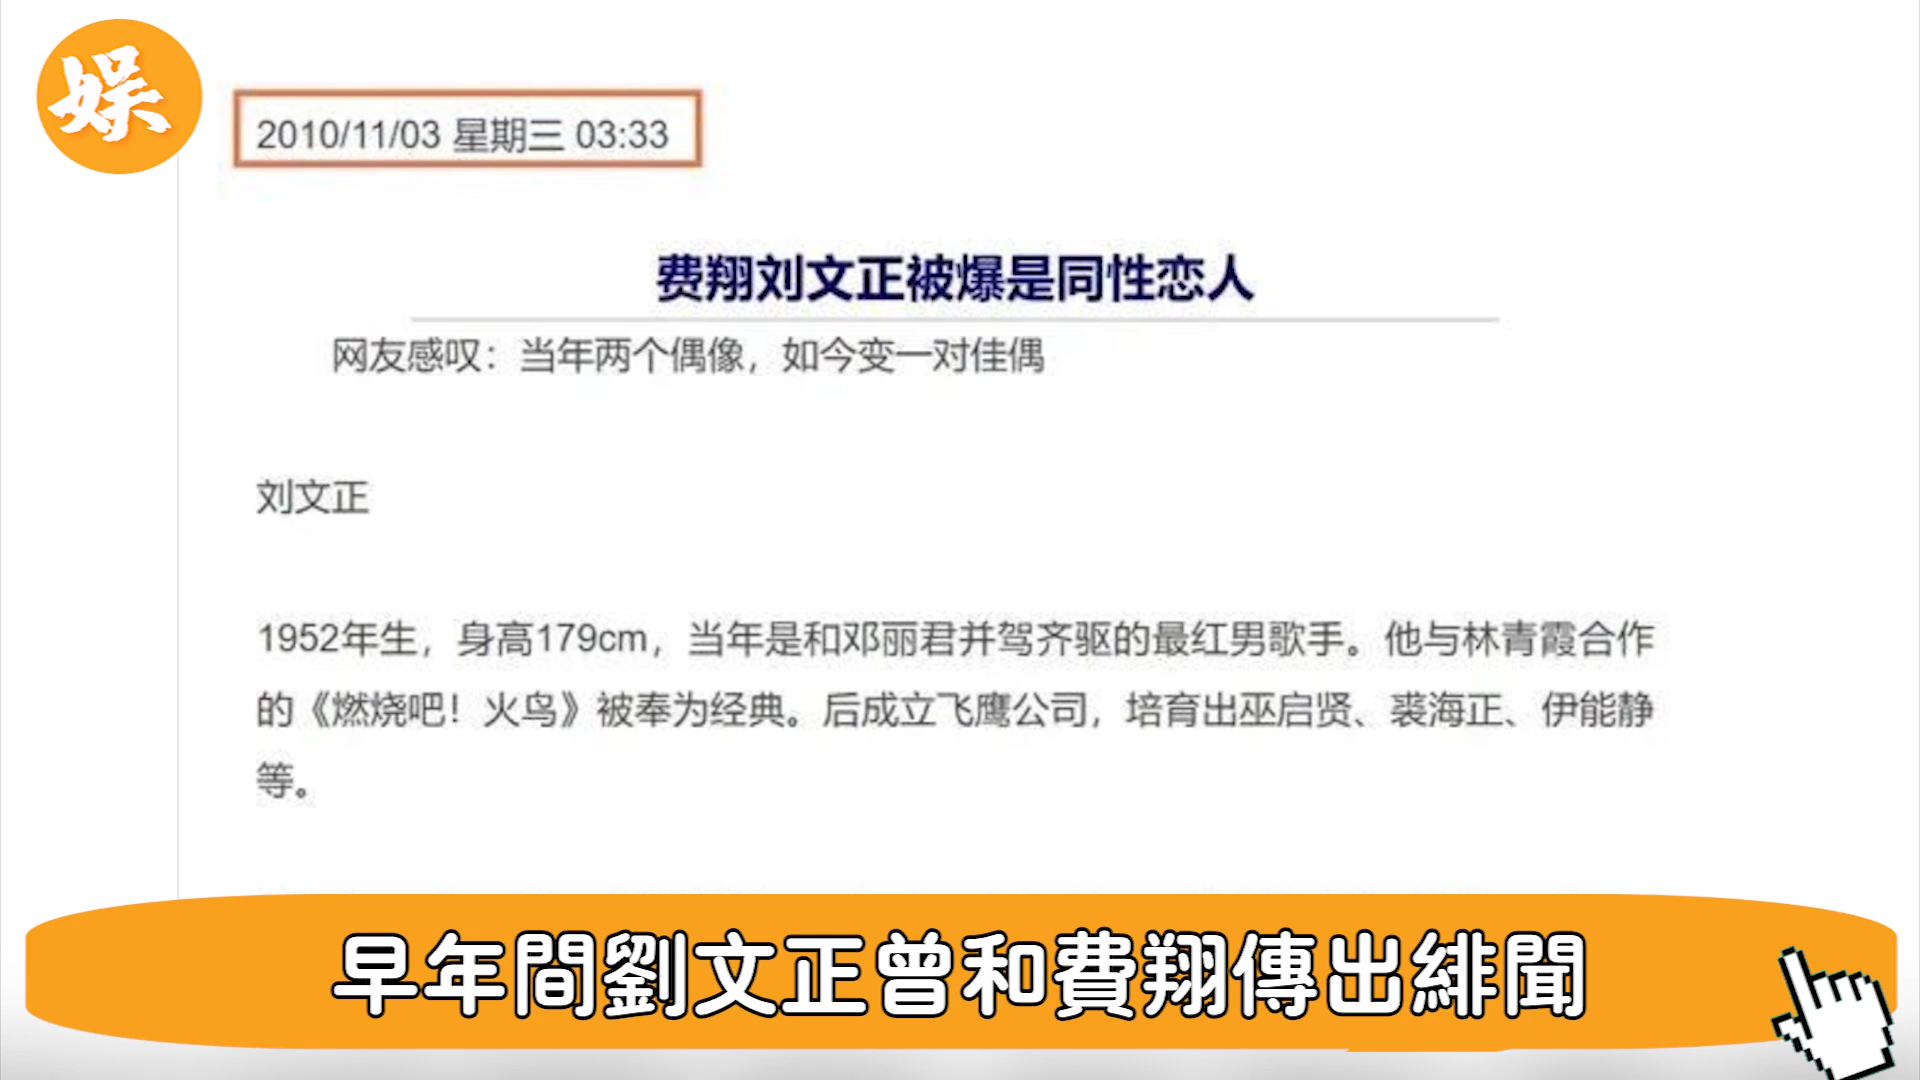 娱
2010/11/03 星期三 03:33
费翔刘文正被爆是同性恋人
网友感叹：当年两个偶像，如今变一对佳偶
刘文正
1952年生，身高179cm，当年是和邓丽君并驾齐驱的最红男歌手。他与林青霞合作
的《燃烧吧！火鸟》被奉为经典。后成立飞鹰公司，培育出巫启贤、裘海正、伊能静
等。
早年間劉文正曾和費翔傳出緋聞